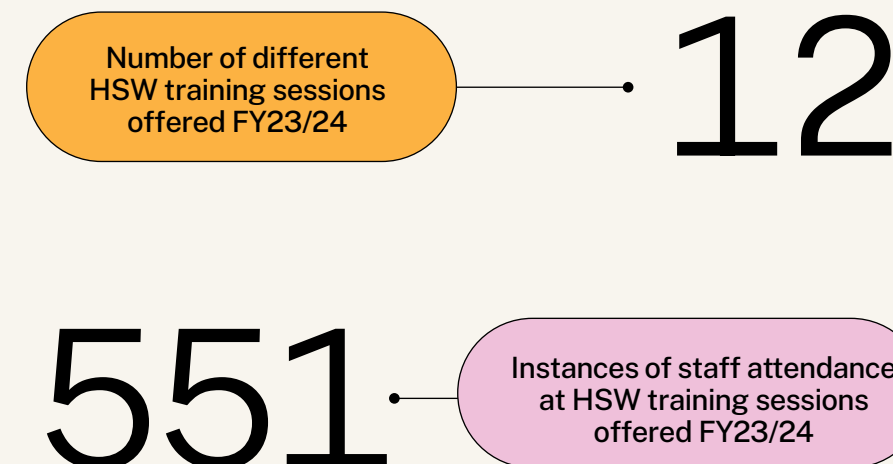 Number of different
HSW training sessions
offered FY23/24
12
551
Instances of staff attendance
at HSW training sessions
offered FY23/24